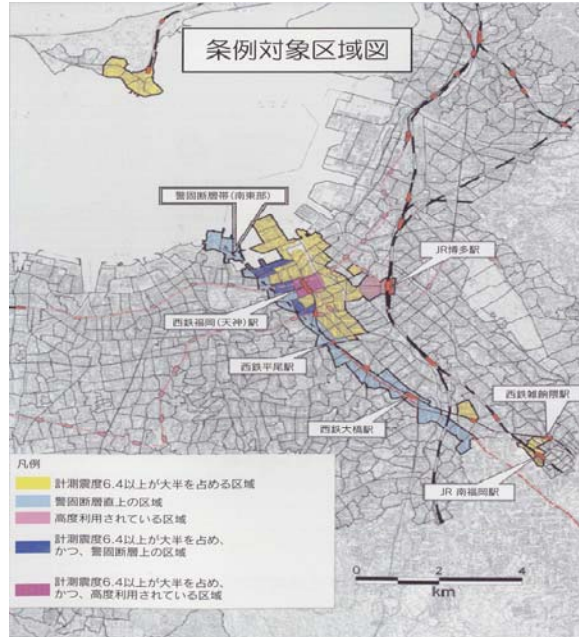 条例対象区域図
警固断層帯(南東部)
JR博多駅
西鉄福岡(天神)駅
西鉄平尾駅
西鉄雑餉隈駅
西鉄大橋駅
JR 南福岡駅
凡例
計測震度6.4以上が大半を占める区域
警固断層直上の区域
高度利用されている区域
計測震度6.4以上が大半を占め、
かつ、警固断層上の区域
計測震度6.4以上が大半を占め、
かつ、高度利用されている区域
0 2 4
km